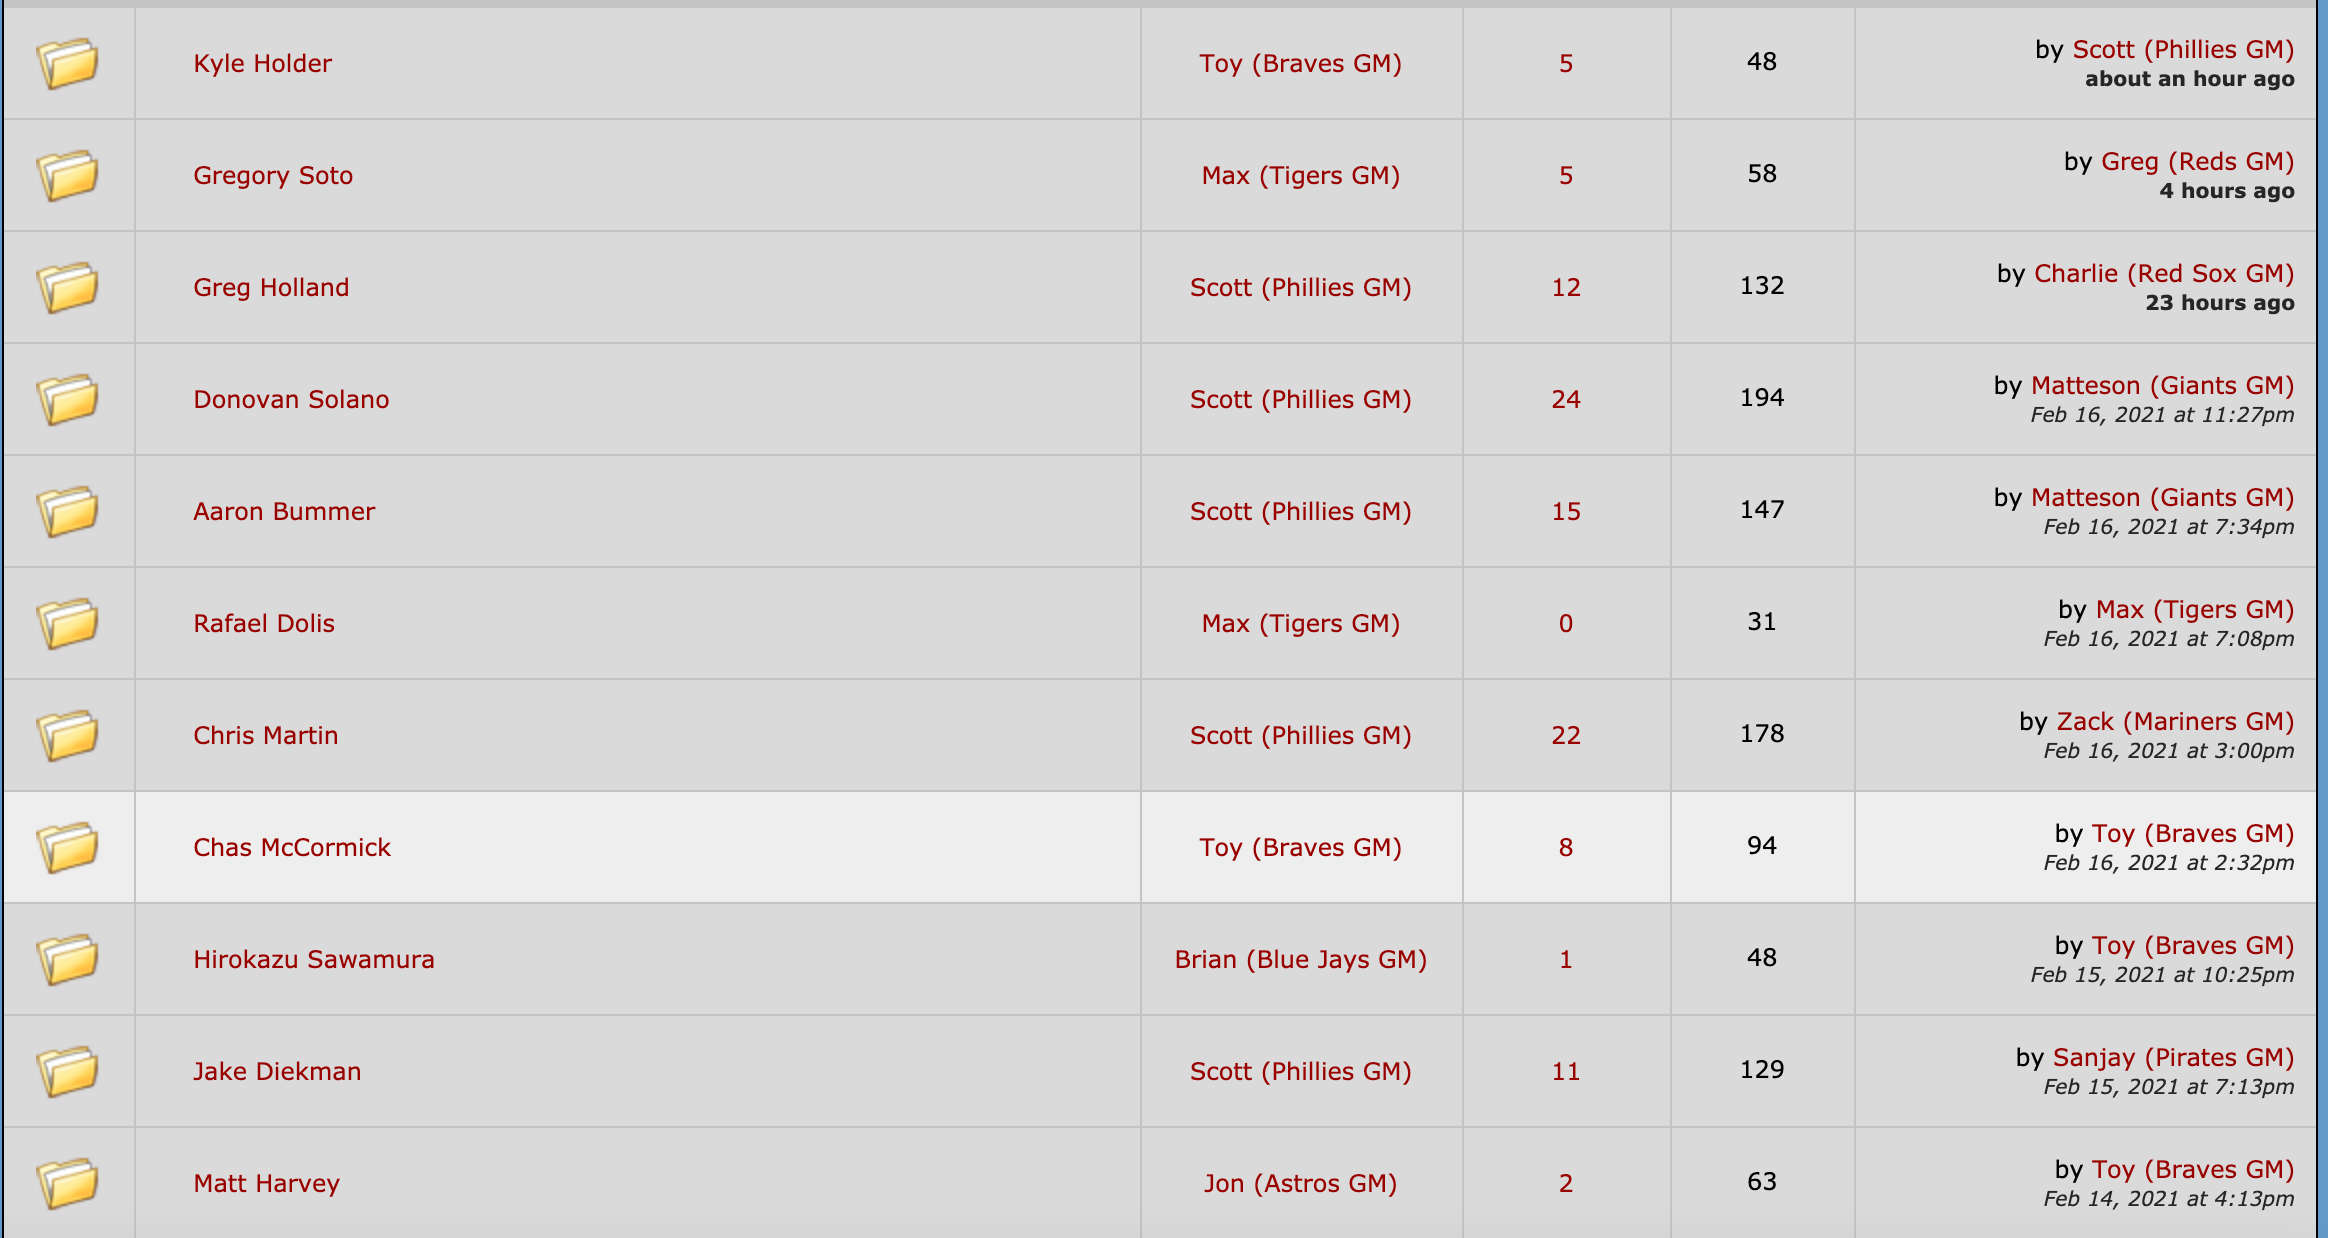 Kyle Holder
Toy (Braves GM)
5
48
by Scott (Phillies GM)
about an hour ago
Gregory Soto
Max (Tigers GM)
5
58
by Greg (Reds GM)
4 hours ago
Greg Holland
Scott (Phillies GM)
12
132
by Charlie (Red Sox GM)
23 hours ago
Donovan Solano
Scott (Phillies GM)
24
194
by Matteson (Giants GM)
Feb 16, 2021 at 11:27pm
Aaron Bummer
Scott (Phillies GM)
15
147
by Matteson (Giants GM)
Feb 16, 2021 at 7:34pm
Rafael Dolis
Max (Tigers GM)
0
31
by Max (Tigers GM)
Feb 16, 2021 at 7:08pm
Chris Martin
Scott (Phillies GM)
22
178
by Zack (Mariners GM)
Feb 16, 2021 at 3:00pm
Chas McCormick
Toy (Braves GM)
8
94
by Toy (Braves GM)
Feb 16, 2021 at 2:32pm
Hirokazu Sawamura
Brian (Blue Jays GM)
1
48
by Toy (Braves GM)
Feb 15, 2021 at 10:25pm
Jake Diekman
Scott (Phillies GM)
11
129
by Sanjay (Pirates GM)
Feb 15, 2021 at 7:13pm
Matt Harvey
Jon (Astros GM)
2
63
by Toy (Braves GM)
Feb 14, 2021 at 4:13pm